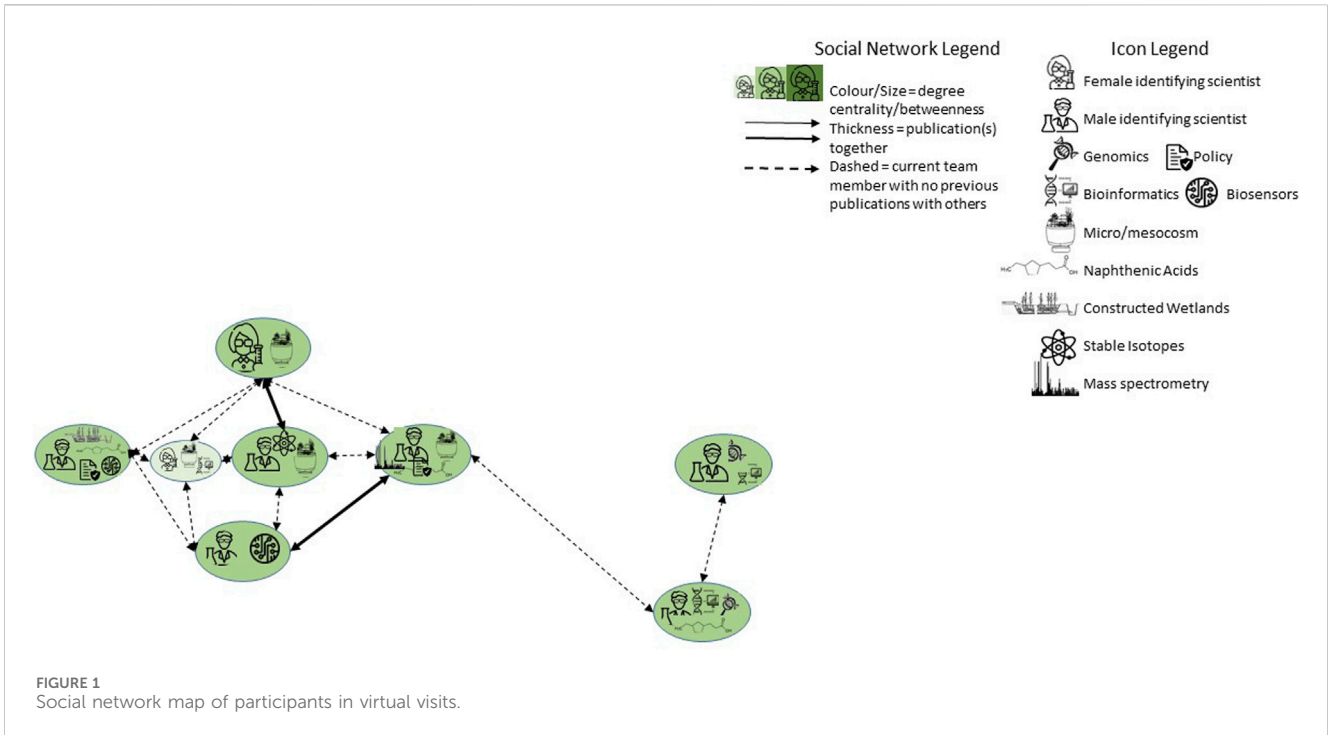 Social Network Legend
Colour/Size = degree
centrality/betweenness
Thickness = publication(s)
together
Dashed = current team
member with no previous
publications with others
Icon Legend
Female identifying scientist
Male identifying scientist
Genomics Policy
Bioinformatics Biosensors
Micro/mesocosm
H₃C OH O Naphthenic Acids
Constructed Wetlands
Stable Isotopes
Mass spectrometry
FIGURE 1
Social network map of participants in virtual visits.